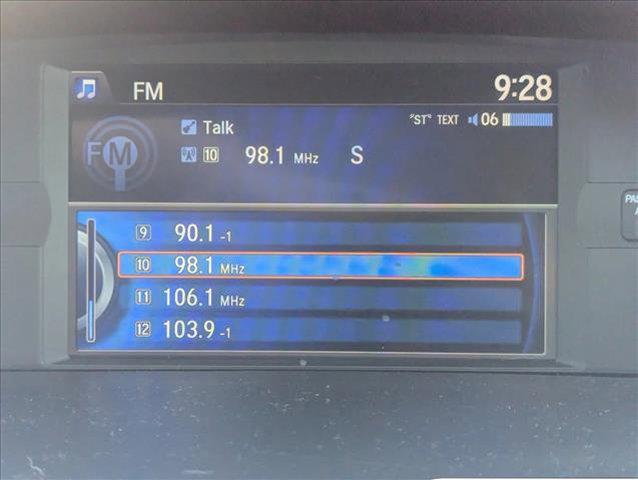 FM 9:28
"ST" TEXT 06
FM Talk
10 98.1 MHz S
9 90.1 -1
10 98.1 MHz
11 106.1 MHz
12 103.9 -1